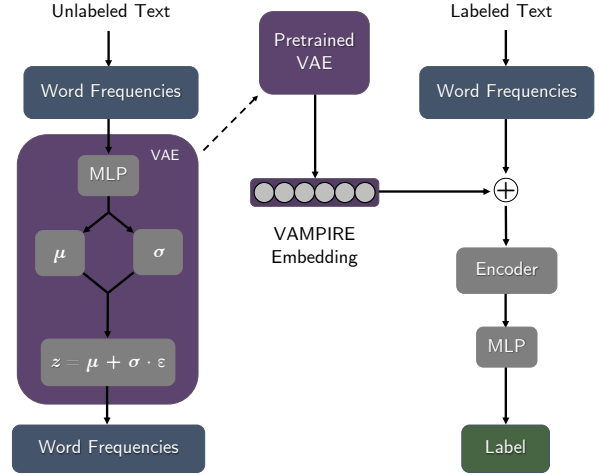 Unlabeled Text
Word Frequencies
VAE
MLP
μ
σ
z = μ + σ · ε
Word Frequencies
Pretrained
VAE
VAMPIRE
Embedding
Labeled Text
Word Frequencies
+
Encoder
MLP
Label